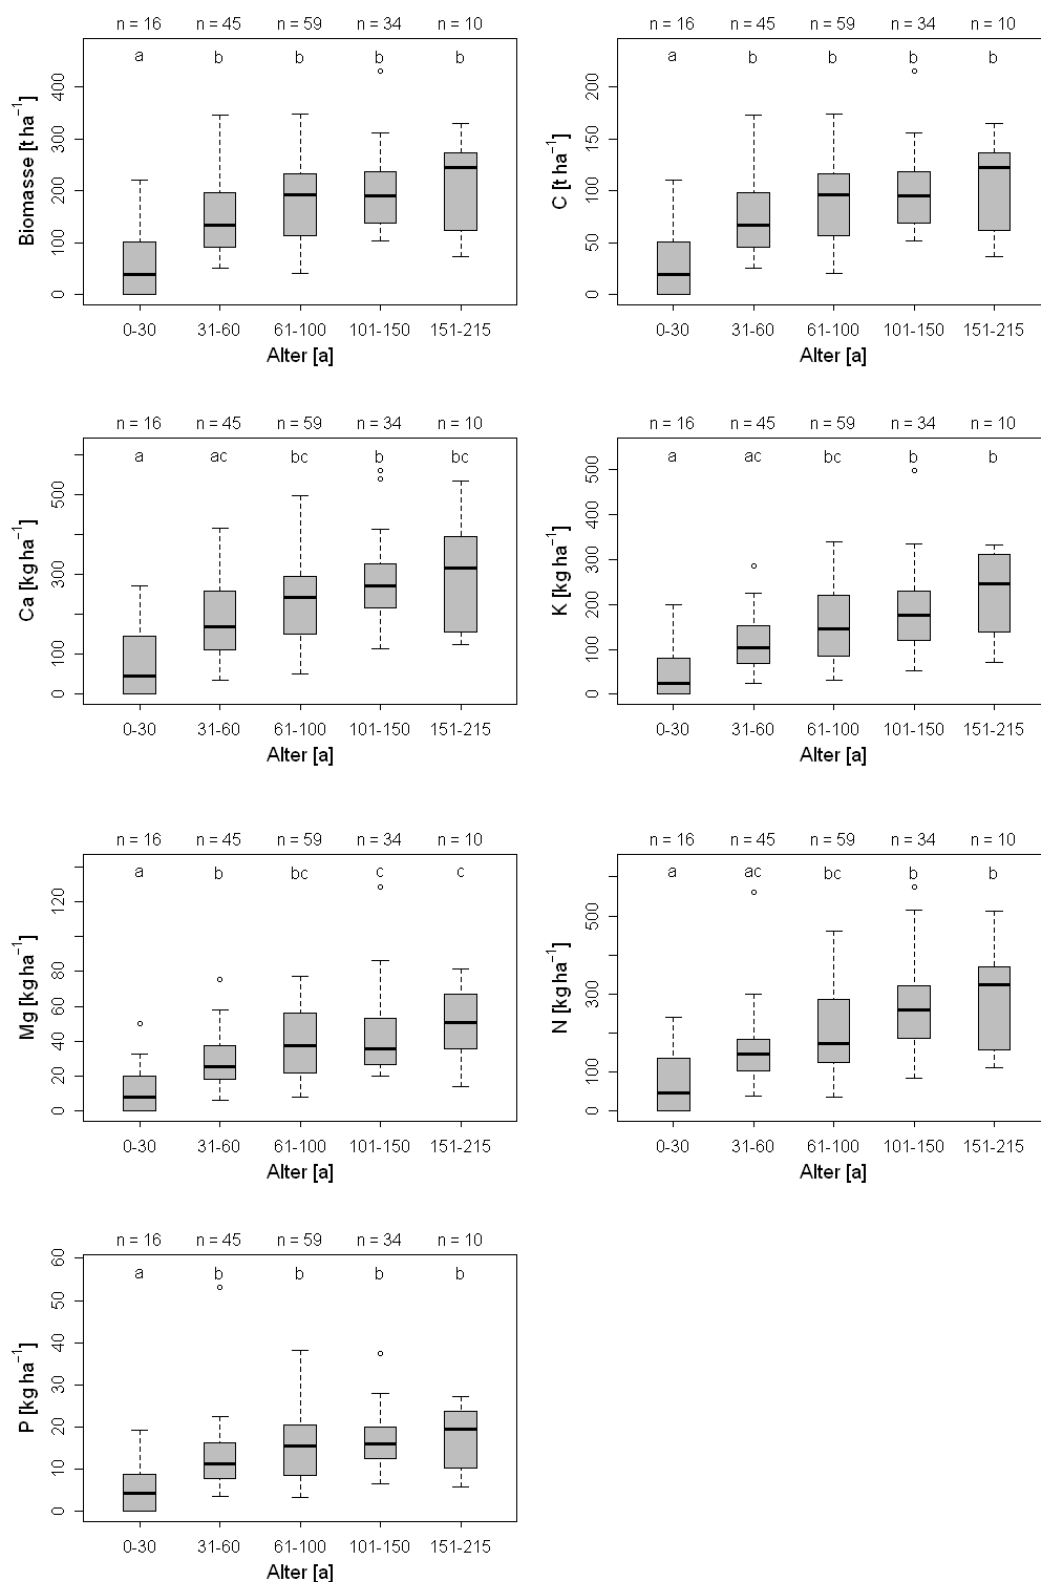 n = 16 n = 45 n = 59 n = 34 n = 10
a b b b b
Biomasse [t ha⁻¹]
400
300
200
100
0
0-30 31-60 61-100 101-150 151-215
Alter [a]
n = 16 n = 45 n = 59 n = 34 n = 10
a b b b b
C [t ha⁻¹]
200
150
100
50
0
0-30 31-60 61-100 101-150 151-215
Alter [a]
n = 16 n = 45 n = 59 n = 34 n = 10
a ac bc b bc
Ca [kg ha⁻¹]
500
300
100
0
0-30 31-60 61-100 101-150 151-215
Alter [a]
n = 16 n = 45 n = 59 n = 34 n = 10
a ac bc b b
K [kg ha⁻¹]
500
400
300
200
100
0
0-30 31-60 61-100 101-150 151-215
Alter [a]
n = 16 n = 45 n = 59 n = 34 n = 10
a b bc c c
Mg [kg ha⁻¹]
120
80
60
40
20
0
0-30 31-60 61-100 101-150 151-215
Alter [a]
n = 16 n = 45 n = 59 n = 34 n = 10
a ac bc b b
N [kg ha⁻¹]
500
300
100
0
0-30 31-60 61-100 101-150 151-215
Alter [a]
n = 16 n = 45 n = 59 n = 34 n = 10
a b b b b
P [kg ha⁻¹]
60
50
40
30
20
10
0
0-30 31-60 61-100 101-150 151-215
Alter [a]